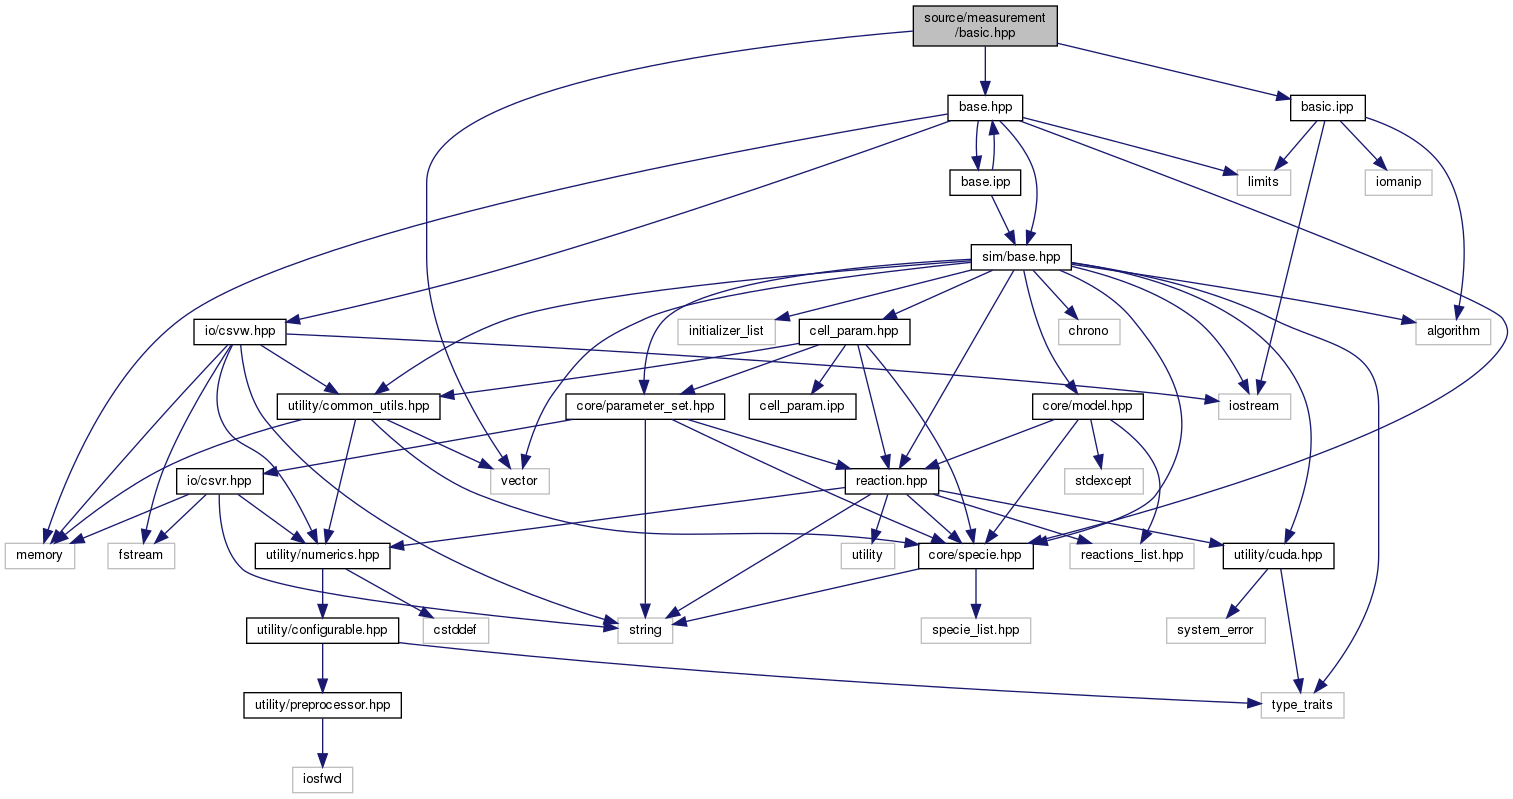 source/measurement
/basic.hpp
base.hpp
basic.ipp
base.ipp
limits
iomanip
sim/base.hpp
io/csvw.hpp
initializer_list
cell_param.hpp
chrono
algorithm
utility/common_utils.hpp
core/parameter_set.hpp
cell_param.ipp
core/model.hpp
iostream
io/csvr.hpp
vector
reaction.hpp
stdexcept
memory
fstream
utility/numerics.hpp
utility
core/specie.hpp
reactions_list.hpp
utility/cuda.hpp
utility/configurable.hpp
cstddef
string
specie_list.hpp
system_error
utility/preprocessor.hpp
type_traits
iosfwd